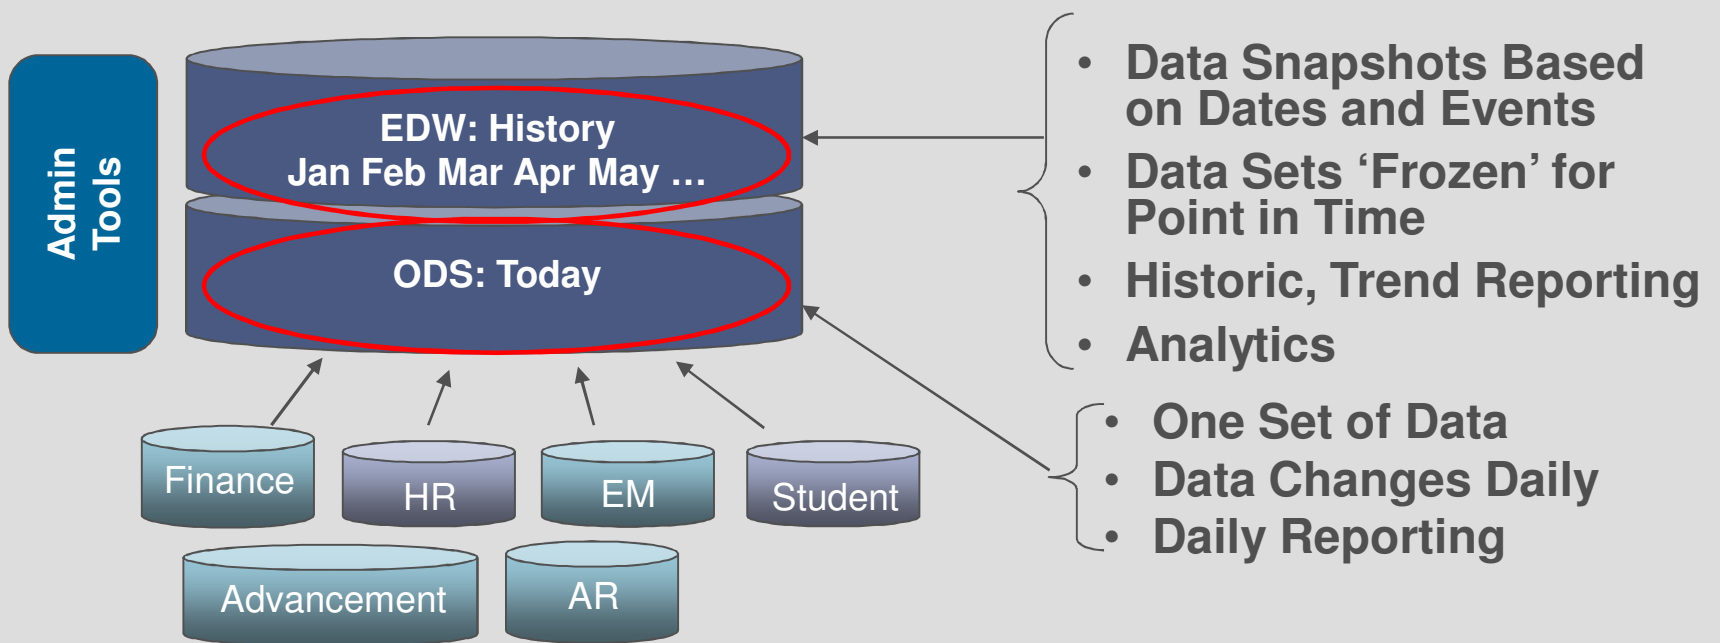 Admin
Tools
EDW: History
Jan Feb Mar Apr May …
ODS: Today
Finance
HR
EM
Student
Advancement
AR
• Data Snapshots Based
on Dates and Events
• Data Sets ‘Frozen’ for
Point in Time
• Historic, Trend Reporting
• Analytics
• One Set of Data
• Data Changes Daily
• Daily Reporting